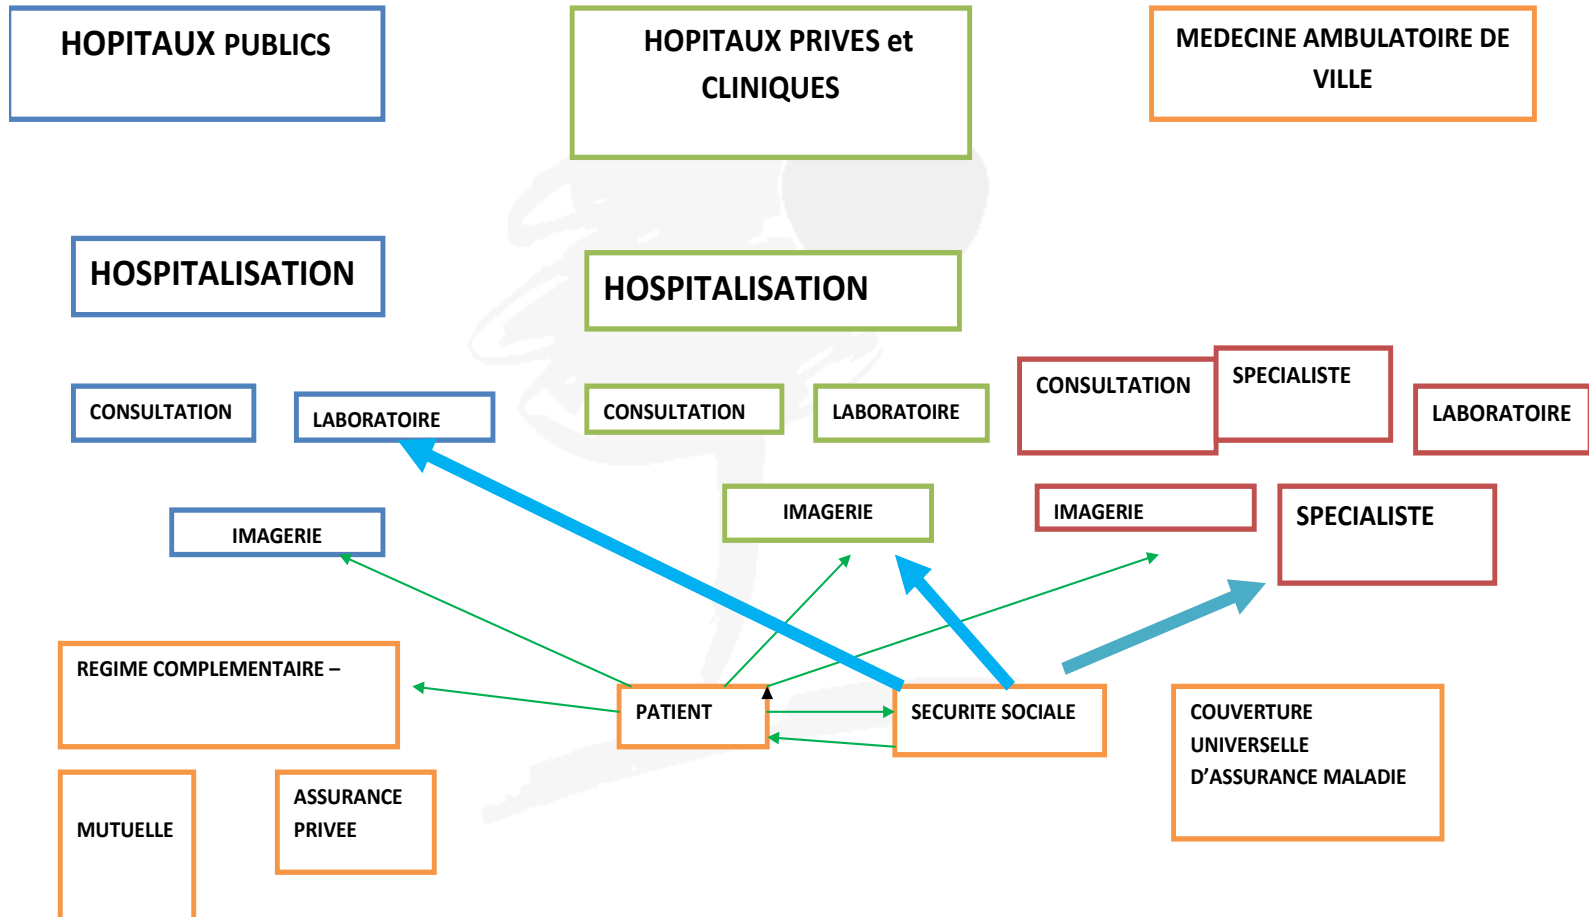 HOPITAUX PUBLICS
HOPITAUX PRIVES et
CLINIQUES
MEDECINE AMBULATOIRE DE
VILLE
HOSPITALISATION
HOSPITALISATION
CONSULTATION
LABORATOIRE
CONSULTATION
LABORATOIRE
CONSULTATION
SPECIALISTE
LABORATOIRE
IMAGERIE
IMAGERIE
IMAGERIE
SPECIALISTE
REGIME COMPLEMENTAIRE –
PATIENT
SECURITE SOCIALE
COUVERTURE
UNIVERSELLE
D'ASSURANCE MALADIE
MUTUELLE
ASSURANCE
PRIVEE